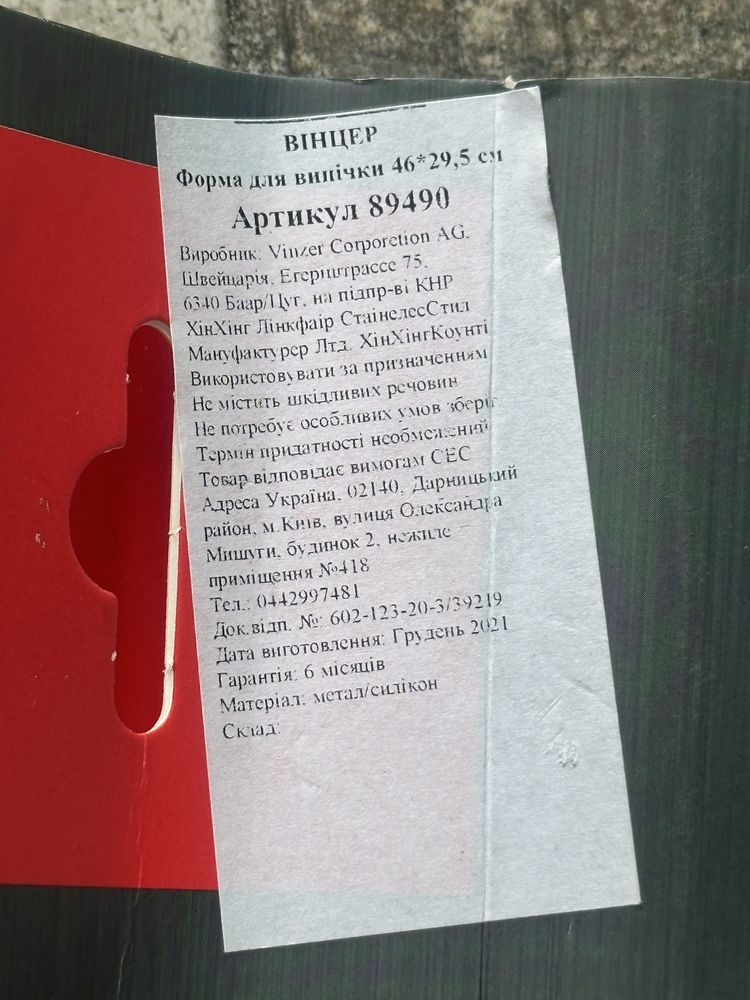 ВІНЦЕР
Форма для випічки 46*29,5 см
Артикул 89490
Виробник: Vinzer Corporetion AG.
Швейцарія, Егерштрассе 75,
6340 Баар/Цуг, на підпр-ві КНР
ХінХінг Лінкфаір СтаінелесСтил
Мануфактурер Лтд. ХінХінгКоунті
Використовувати за призначенням
Не містить шкідливих речовин
Не потребує особливих умов зберіг
Термін придатності необмежений
Товар відповідає вимогам СЕС
Адреса Україна, 02140, Дарницький
район, м.Київ, вулиця Олександра
Мишуги, будинок 2, нежиле –
приміщення №418
Тел.: 0442997481
Док.відп. №: 602-123-20-3/39219
Дата виготовлення: Грудень 2021
Гарантія: 6 місяців
Матеріал: метал/силікон
Склад: